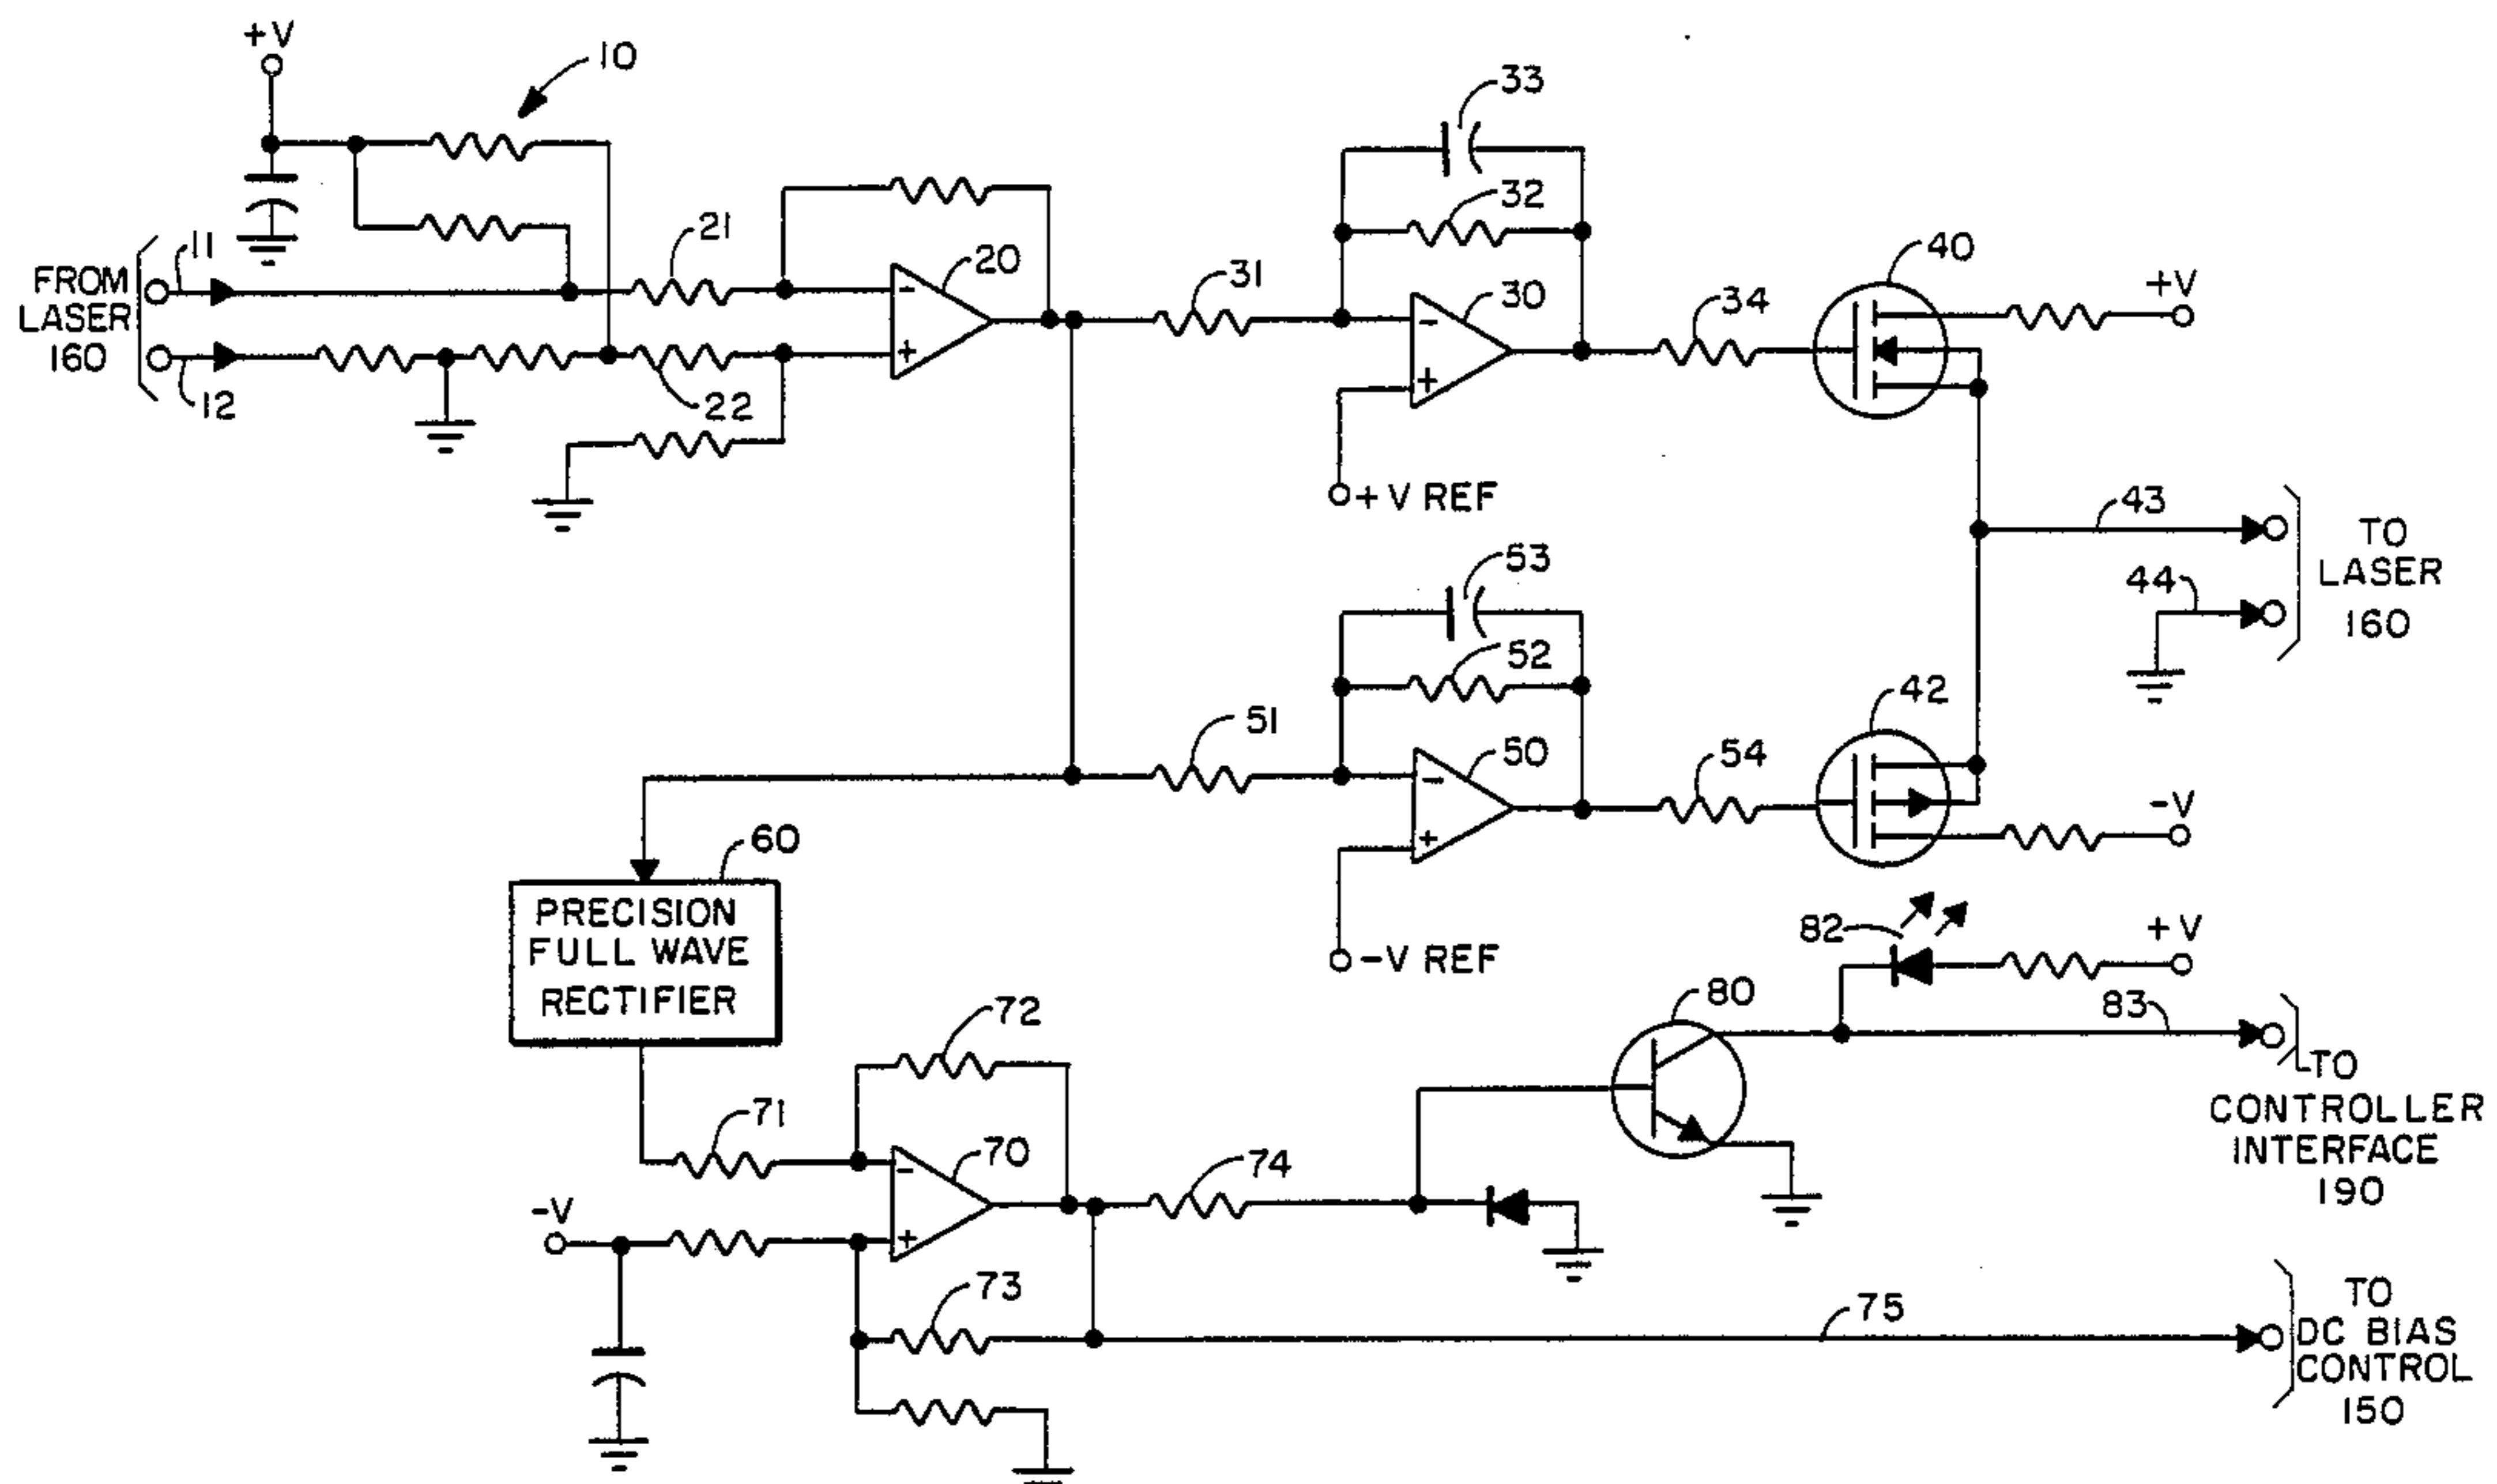 +V
10
33
32
21
11
20
31
30
34
40
+V
FROM
LASER
160
12
22
+V REF
43
TO
LASER
160
44
53
52
42
51
50
54
-V
60
PRECISION
FULL WAVE
RECTIFIER
-V REF
82
+V
80
83
TO
CONTROLLER
INTERFACE
190
72
71
70
74
-V
73
75
TO
DC BIAS
CONTROL
150